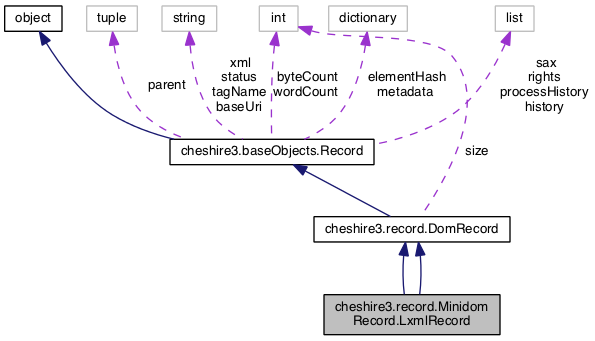 object
tuple
string
int
dictionary
list
parent
xml
status
tagName
baseUri
byteCount
wordCount
elementHash
metadata
sax
rights
processHistory
history
cheshire3.baseObjects.Record
size
cheshire3.record.DomRecord
cheshire3.record.Minidom
Record.LxmlRecord